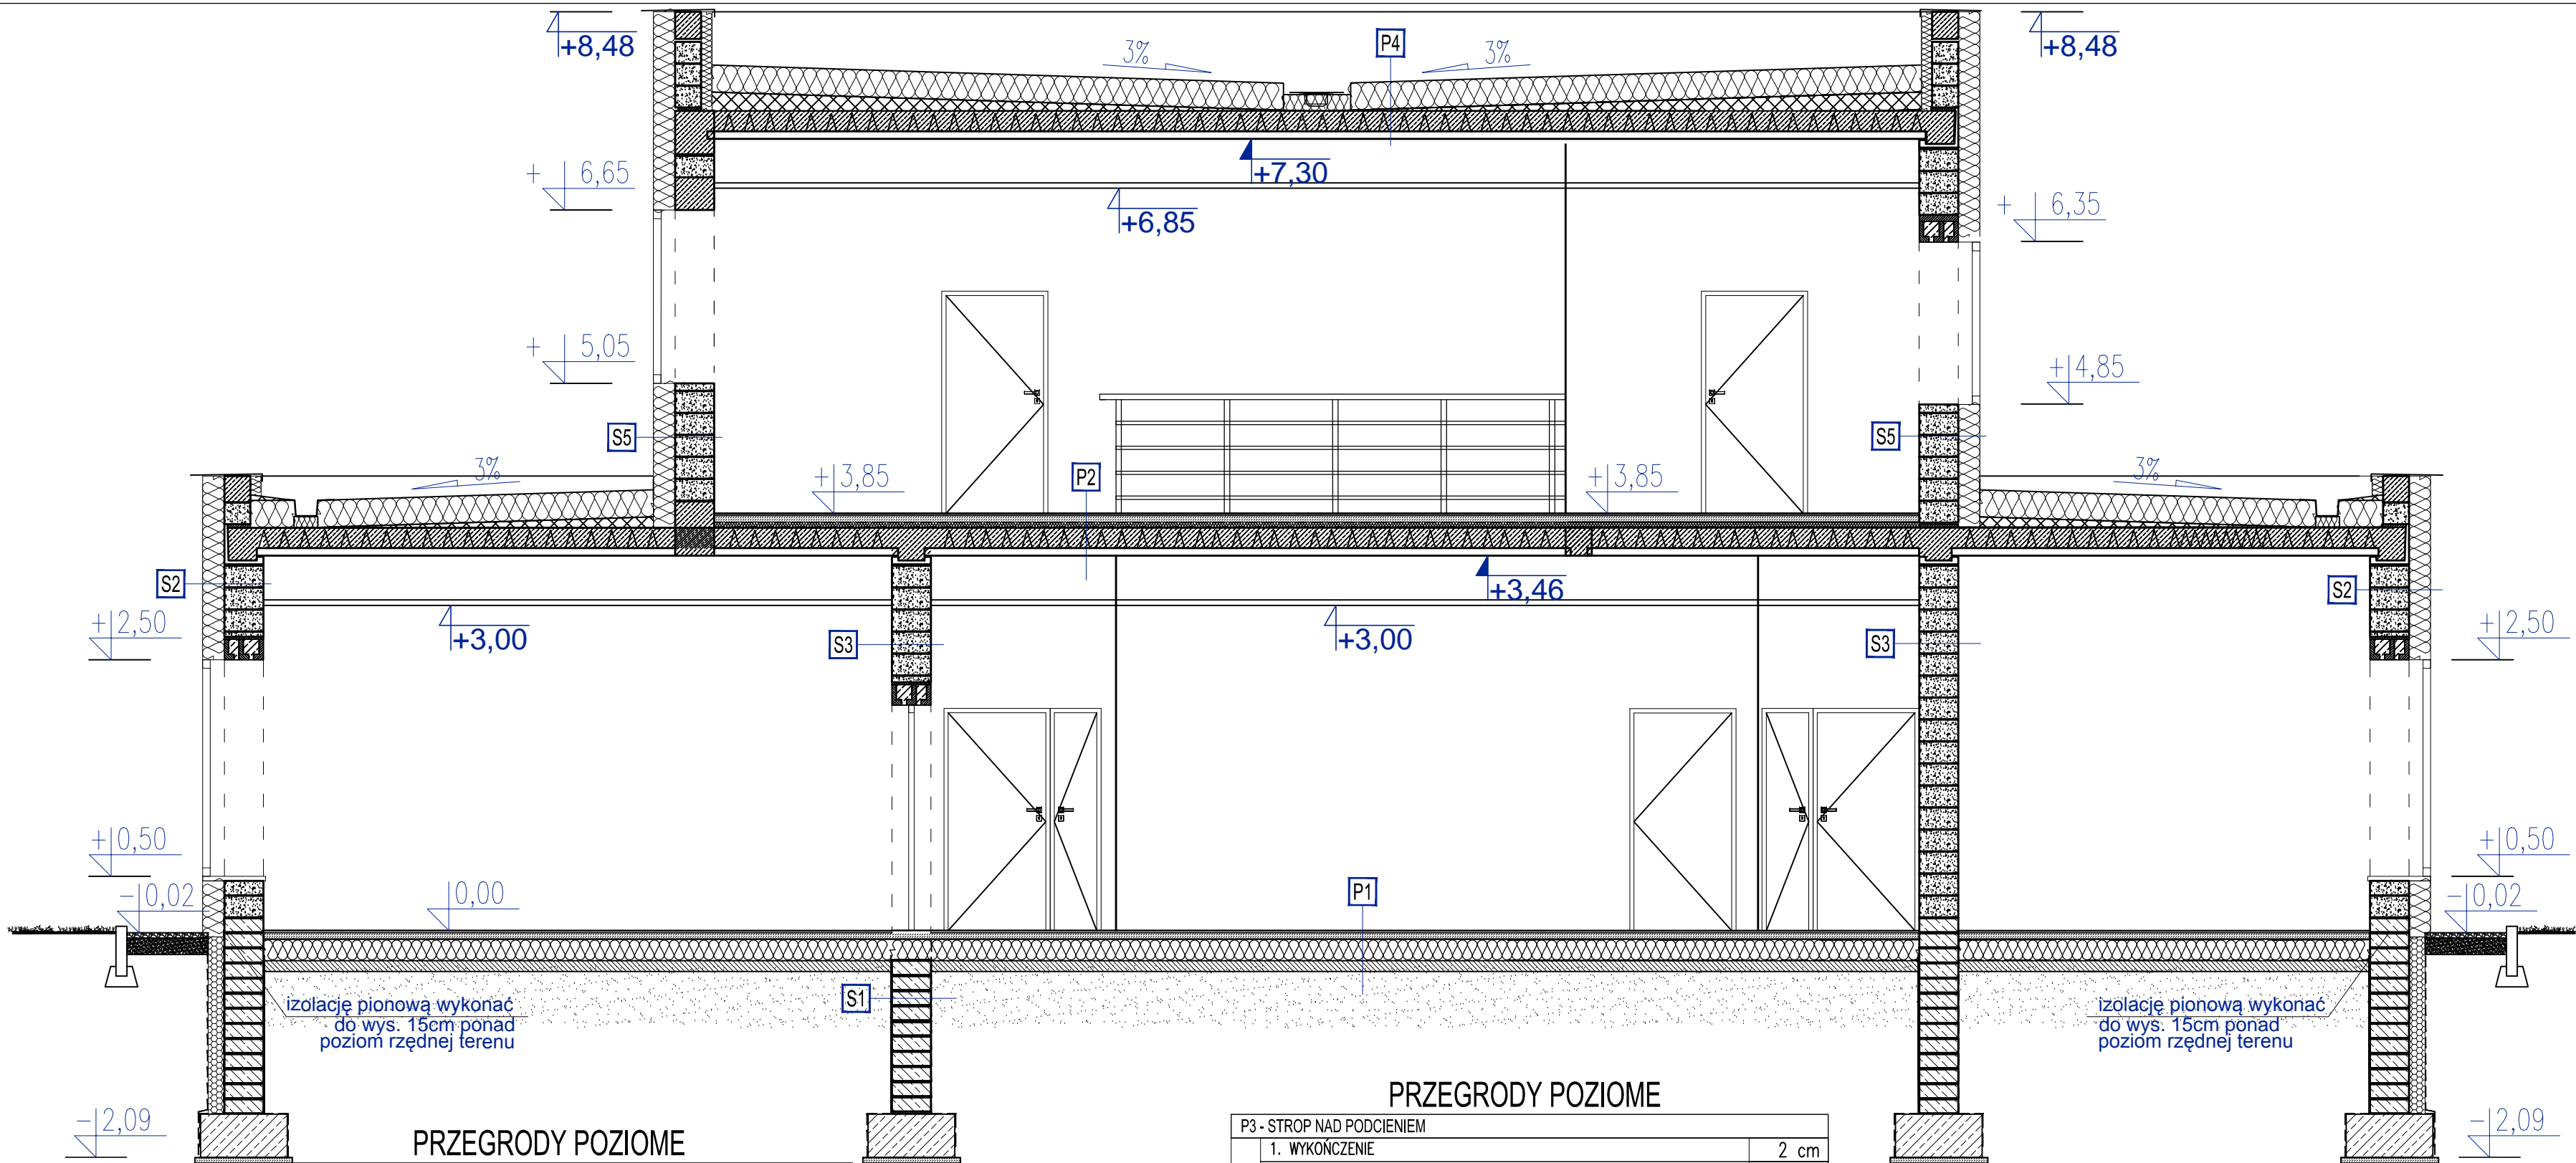 +8,48
3%
P4
3%
+8,48
+7,30
+6,65
+6,85
+6,35
+5,05
+4,85
S5
S5
3%
+3,85
P2
+3,85
3%
S2
+3,46
S2
+2,50
+3,00
S3
+3,00
S3
+2,50
+0,50
+0,50
-0,02
0,00
P1
-0,02
izolację pionową wykonać
do wys. 15cm ponad
poziom rzędnej terenu
S1
izolację pionową wykonać
do wys. 15cm ponad
poziom rzędnej terenu
-2,09
PRZEGRODY POZIOME
PRZEGRODY POZIOME
P3 - STROP NAD PODCIENIEM
1. WYKOŃCZENIE 2 cm
-2,09